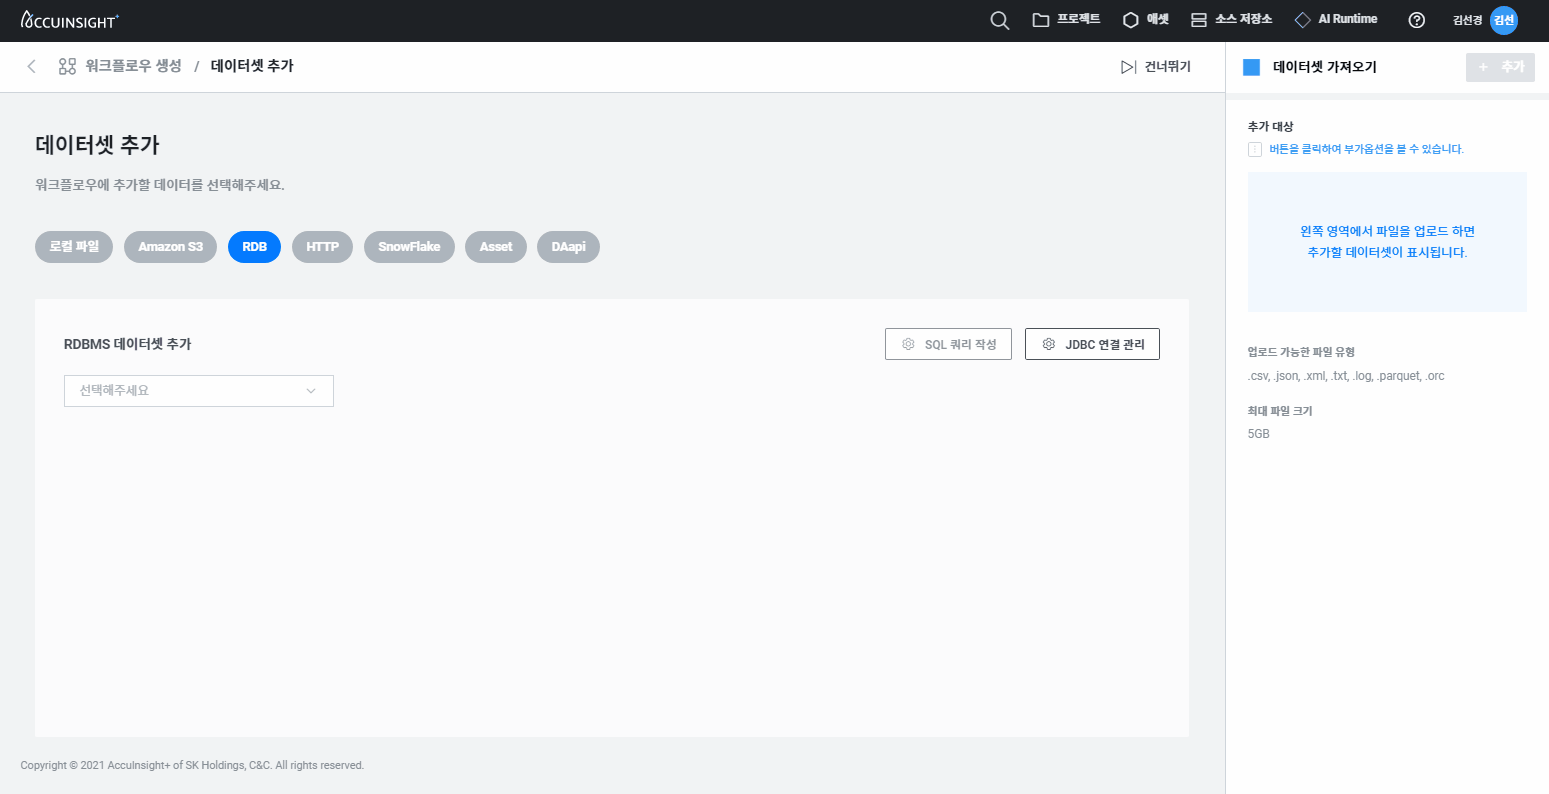 ACCUINSIGHT+
프로젝트
애셋
소스 저장소
AI Runtime
김선경
김선
워크플로우 생성 / 데이터셋 추가
건너뛰기
데이터셋 가져오기
+ 추가
데이터셋 추가
워크플로우에 추가할 데이터를 선택해주세요.
로컬 파일
Amazon S3
RDB
HTTP
SnowFlake
Asset
DAapi
RDBMS 데이터셋 추가
SQL 쿼리 작성
JDBC 연결 관리
선택해주세요
추가 대상
버튼을 클릭하여 부가옵션을 볼 수 있습니다.
왼쪽 영역에서 파일을 업로드 하면
추가할 데이터셋이 표시됩니다.
업로드 가능한 파일 유형
.csv, .json, .xml, .txt, .log, .parquet, .orc
최대 파일 크기
5GB
Copyright © 2021 AccuInsight+ of SK Holdings, C&C. All rights reserved.